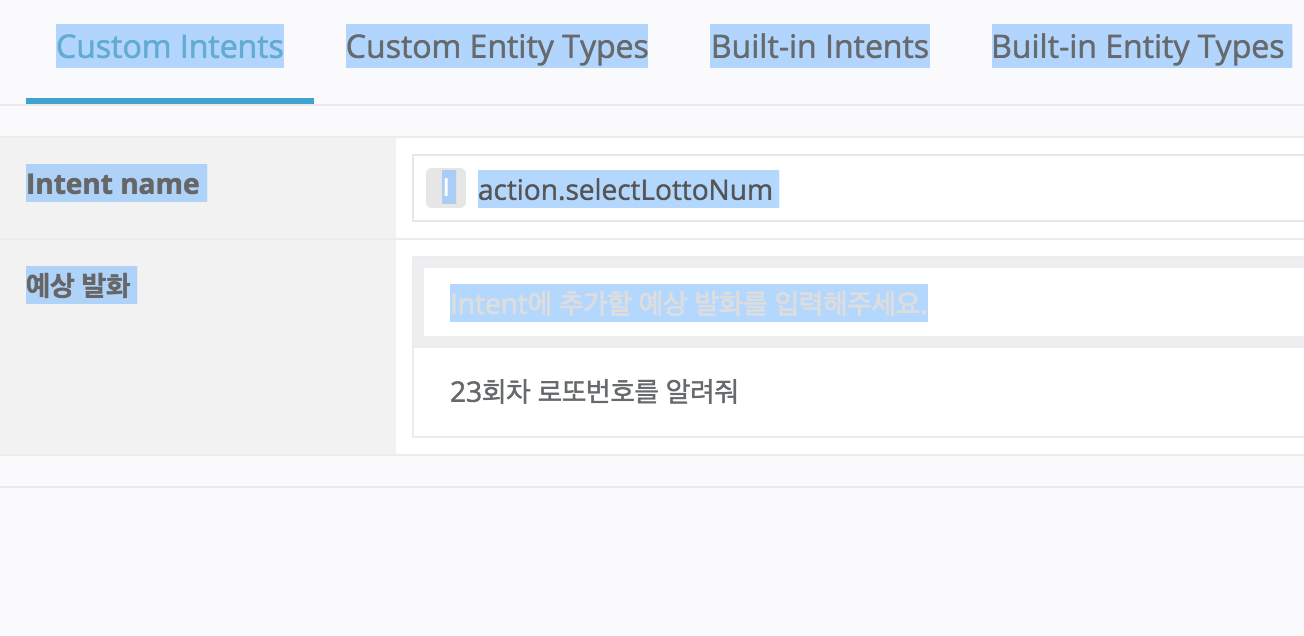 Custom Intents Custom Entity Types Built-in Intents Built-in Entity Types
Intent name
I action.selectLottoNum
예상 발화
Intent에 추가할 예상 발화를 입력해주세요.
23회차 로또번호를 알려줘